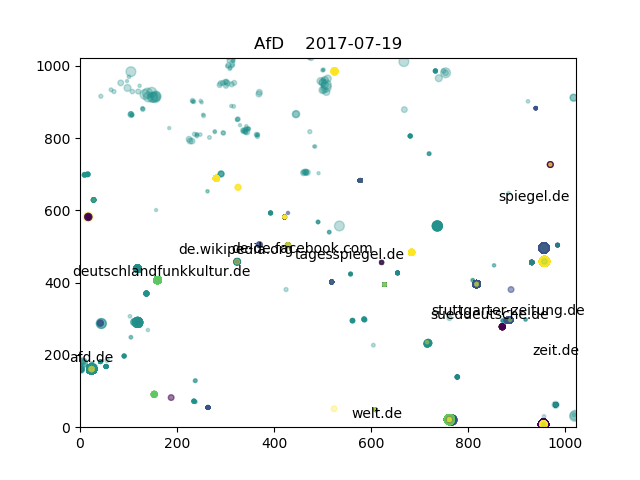 AfD 2017-07-19
1000
800
spiegel.de
600
de.wikipedia.org
de-de.facebook.com
tagesspiegel.de
deutschlandfunkkultur.de
400
stuttgarter-zeitung.de
sueddeutsche.de
zeit.de
200
afd.de
welt.de
0
0 200 400 600 800 1000